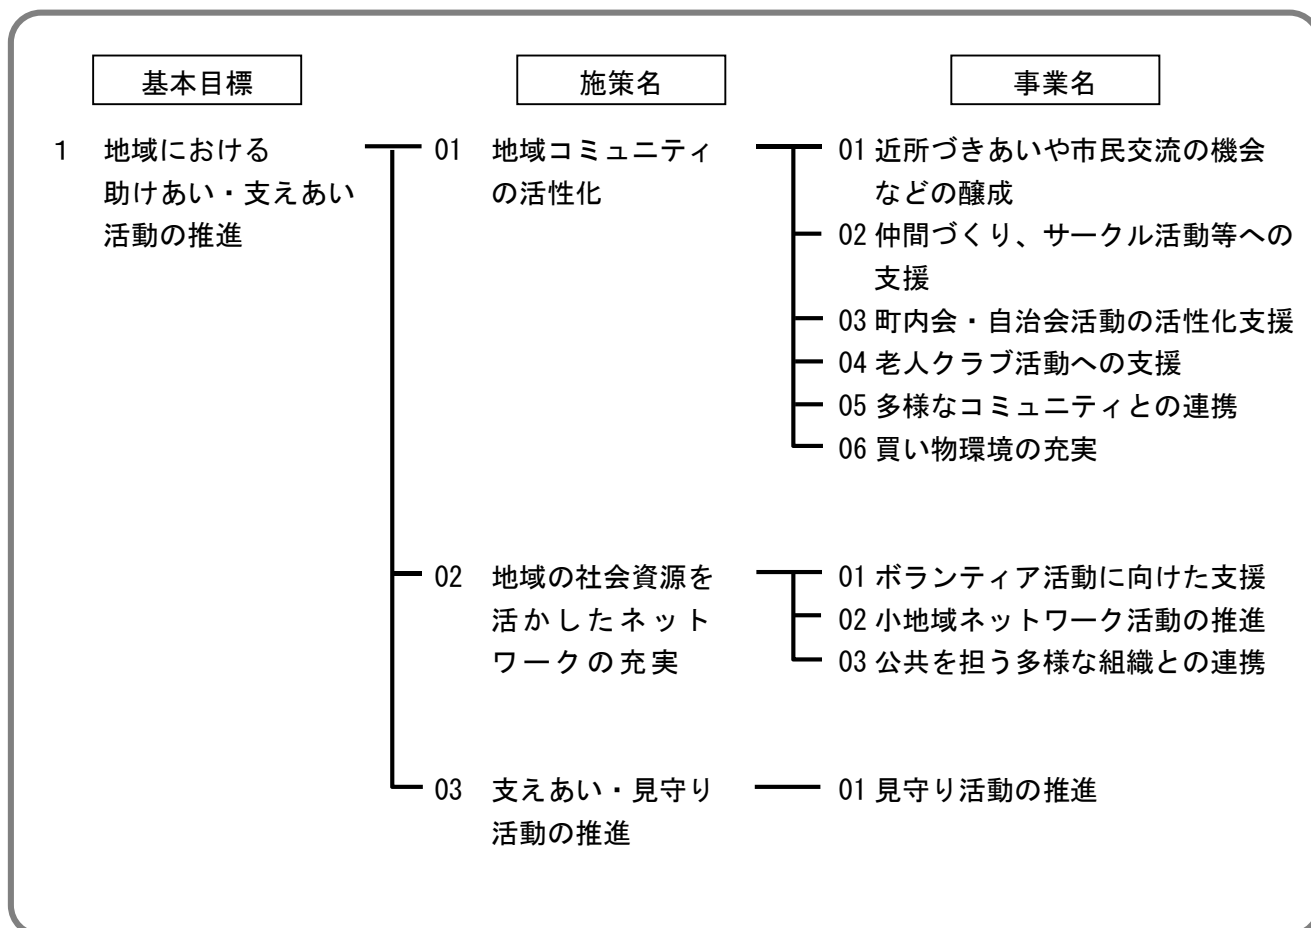 基本目標
施策名
事業名
1 地域における
助けあい・支えあい
活動の推進
01 地域コミュニティ
の活性化
01 近所づきあいや市民交流の機会
などの醸成
02 仲間づくり、サークル活動等への
支援
03 町内会・自治会活動の活性化支援
04 老人クラブ活動への支援
05 多様なコミュニティとの連携
06 買い物環境の充実
02 地域の社会資源を
活かしたネット
ワークの充実
01 ボランティア活動に向けた支援
02 小地域ネットワーク活動の推進
03 公共を担う多様な組織との連携
03 支えあい・見守り
活動の推進
01 見守り活動の推進